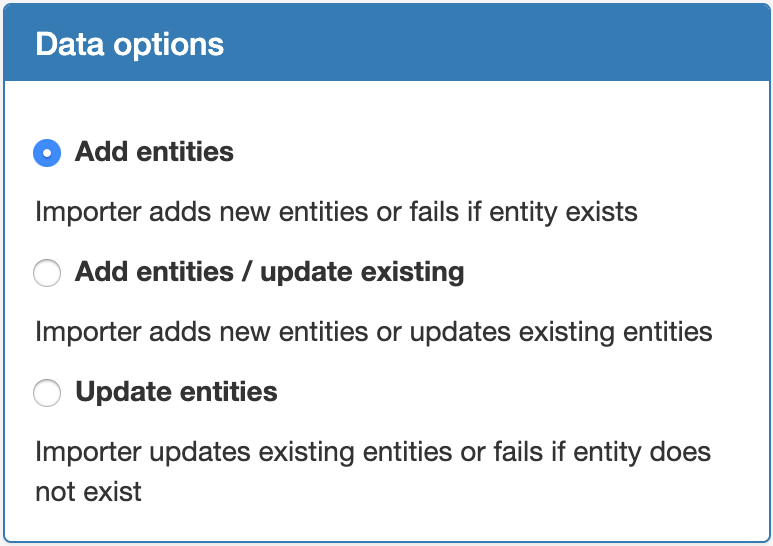 Data options
Add entities
Importer adds new entities or fails if entity exists
Add entities / update existing
Importer adds new entities or updates existing entities
Update entities
Importer updates existing entities or fails if entity does
not exist